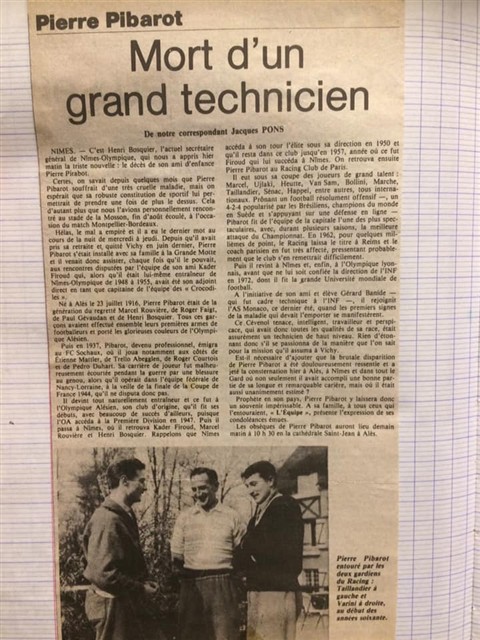 Pierre Pibarot
Mort d'un
grand technicien
De notre correspondant Jacques PONS
NIMES. — C'est Henri Bosquier, l'actuel secrétaire
général de Nîmes-Olympique, qui nous a appris hier
matin la triste nouvelle : le décès de son ami d'enfance
Pierre Pibarot.
Certes, on savait depuis quelques mois que Pierre
Pibarot souffrait d'une très cruelle maladie, mais on
espérait que sa robuste constitution de sportif lui per-
mettrait de prendre une fois de plus le dessus. Cela
d'autant plus que nous l'avions personnellement rencon-
tré au stade de la Mosson, fin d'août écoulé, à l'occa-
sion du match Montpellier-Bordeaux.
Hélas, le mal a empiré et il a eu le dernier mot au
cours de la nuit de mercredi à jeudi. Depuis qu'il avait
pris sa retraite et, quitté Vichy en juin dernier, Pierre
Pibarot s'était installé avec sa famille à la Grande Motte
et il venait donc assister, chaque fois qu'il le pouvait,
aux rencontres disputées par l'équipe de son ami Kader
Firoud qui, alors qu'il était lui-même entraîneur de
Nîmes-Olympique de 1948 à 1955, avait été son adjoint
direct en tant que capitaine de l'équipe des « Crocodi-
les ».
Né à Alès le 23 juillet 1916, Pierre Pibarot était de la
génération du regretté Marcel Rouvière, de Roger Faigt,
de Paul Gévaudan et de Henri Bosquier. Tous ces gar-
çons avaient effectué ensemble leurs premières armes de
footballeurs et porté les glorieuses couleurs de l'Olympi-
que Alésien.
Puis en 1937, Pibarot, devenu professionnel, émigra
au FC Sochaux, où il joua notamment aux côtés de
Etienne Mattler, de Trello Abegglen, de Roger Courtois
et de Pedro Duhart. Sa carrière de joueur fut malheu-
reusement écourtée pendant la guerre par une blessure
au genou, alors qu'il opérait dans l'équipe fédérale de
Nancy-Lorraine, à la veille de la finale de la Coupe de
France 1944, qu'il ne disputa donc pas.
Il devint tout naturellement entraîneur et ce fut à
l'Olympique Alésien, son club d'origine, qu'il fit ses
débuts, avec beaucoup de succès d'ailleurs, puisque
l'OA accéda à la Première Division en 1947. Puis il
passa à Nîmes, où il retrouva Kader Firoud, Marcel
Rouvière et Henri Bosquier. Rappelons que Nîmes
accéda à son tour l'élite sous sa direction en 1950 et
qu'il resta dans ce club jusqu'en 1957, année où ce fut
Firoud qui lui succéda à Nîmes. On retrouva ensuite
Pierre Pibarot au Racing Club de Paris.
Il eut sous sa coupe des joueurs de grand talent :
Marcel, Ujlaki, Heutte, Van Sam, Bollini, Marche,
Taillandier, Sénac, Happel, entre autres, tous interna-
tionaux. Prônant un football résolument offensif —, un
4-2-4 popularisé par les Brésiliens, champions du monde
en Suède et s'appuyant sur une défense en ligne —
Pibarot fit de l'équipe de la capitale l'une des plus spec-
taculaires, avec, durant plusieurs saisons, la meilleure
attaque du Championnat. En 1962, pour quelques mil-
lièmes de point, le Racing laissa le titre à Reims et le
coach parisien en fut très affecté, pressentant probable-
ment que le club s'en remettrait difficilement.
Puis il revint à Nîmes et, enfin, à l'Olympique lyon-
nais, avant que ne lui soit confiée la direction de l'INF
en 1972, dont il fit la grande Université mondiale de
football.
A l'initiative de son ami et élève Gérard Banide —
qui fut cadre technique à l'INF —, il rejoignit
l'AS Monaco, ce dernier été, quand les premiers signes
de la maladie qui devait l'emporter se manifestèrent.
Ce Cévenol tenace, intelligent, travailleur et perspi-
cace, qui avait donc toutes les qualités de sa race, était
assurément un technicien de haut niveau. Rien d'éton-
nant donc s'il se passionna de la manière que l'on sait
pour la mission qu'il assuma à Vichy.
Est-il nécessaire d'ajouter que la brutale disparition
de Pierre Pibarot a été douloureusement ressentie et a
jeté la consternation hier à Alès, à Nîmes et dans tout le
Gard où non seulement il avait accompli une bonne par-
tie de sa longue et remarquable carrière, mais où il était
aussi unanimement estimé ?
Prophète en son pays, Pierre Pibarot y laissera donc
un souvenir impérissable. A sa famille, à tous ceux qui
l'entouraient, « L'Equipe », présente l'expression de ses
condoléances émues.
Les obsèques de Pierre Pibarot auront lieu demain
matin à 10 h 30 en la cathédrale Saint-Jean à Alès.
Pierre Pibarot
entouré par les
deux gardiens
du Racing :
Taillandier à
gauche et
Varini à droite,
au début des
années soixante.